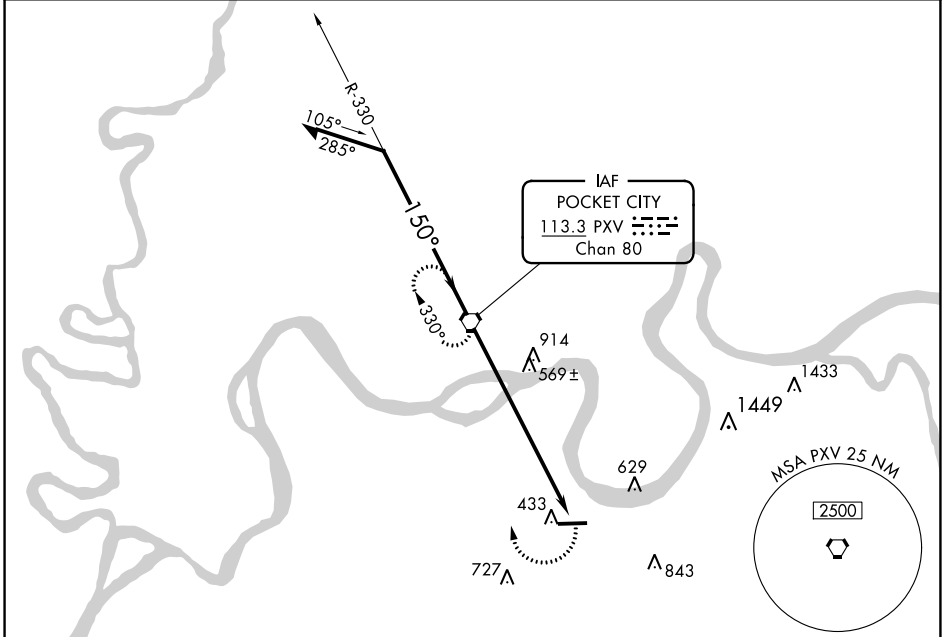 R-330
105°
285°
150°
IAF
POCKET CITY
113.3 PXV
Chan 80
330°
914
569±
1433
1449
629
MSA PXV 25 NM
2500
433
727
843